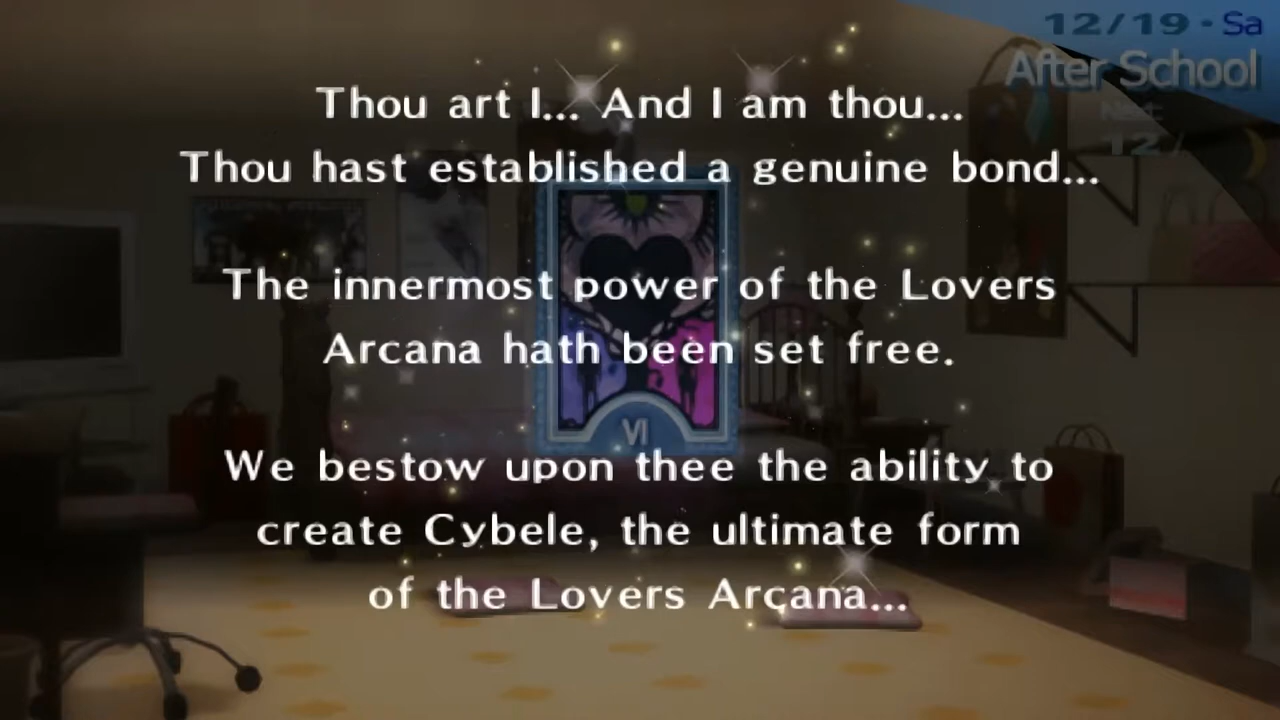 12/19 · Sa
After School
Next:
12/
Thou art I... And I am thou...
Thou hast established a genuine bond...
The innermost power of the Lovers
Arcana hath been set free.
We bestow upon thee the ability to
create Cybele, the ultimate form
of the Lovers Arcana...
VI